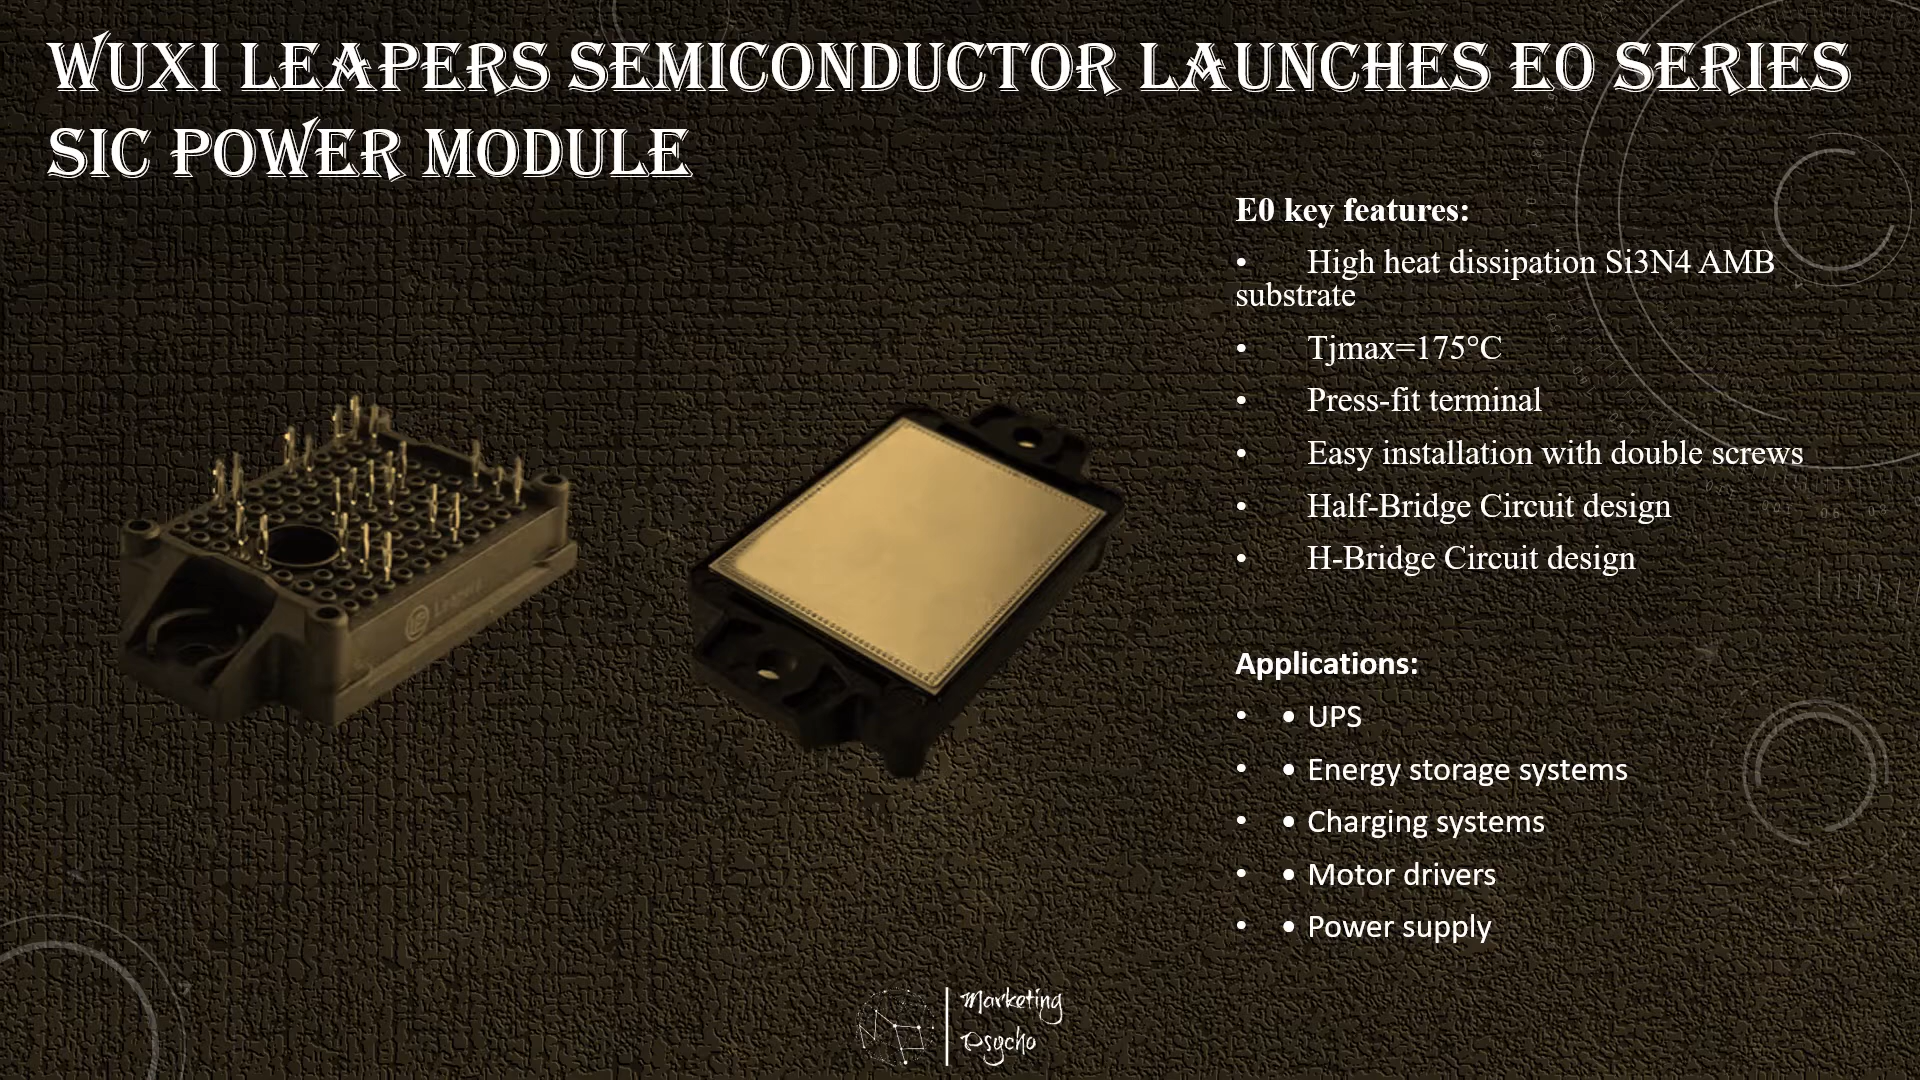 WUXI LEAPERS SEMICONDUCTOR LAUNCHES E0 SERIES
SIC POWER MODULE
E0 key features:
• High heat dissipation Si3N4 AMB
substrate
• Tjmax=175°C
• Press-fit terminal
• Easy installation with double screws
• Half-Bridge Circuit design
• H-Bridge Circuit design
Leapers
Applications:
• • UPS
• • Energy storage systems
• • Charging systems
• • Motor drivers
• • Power supply
Marketing
Psycho